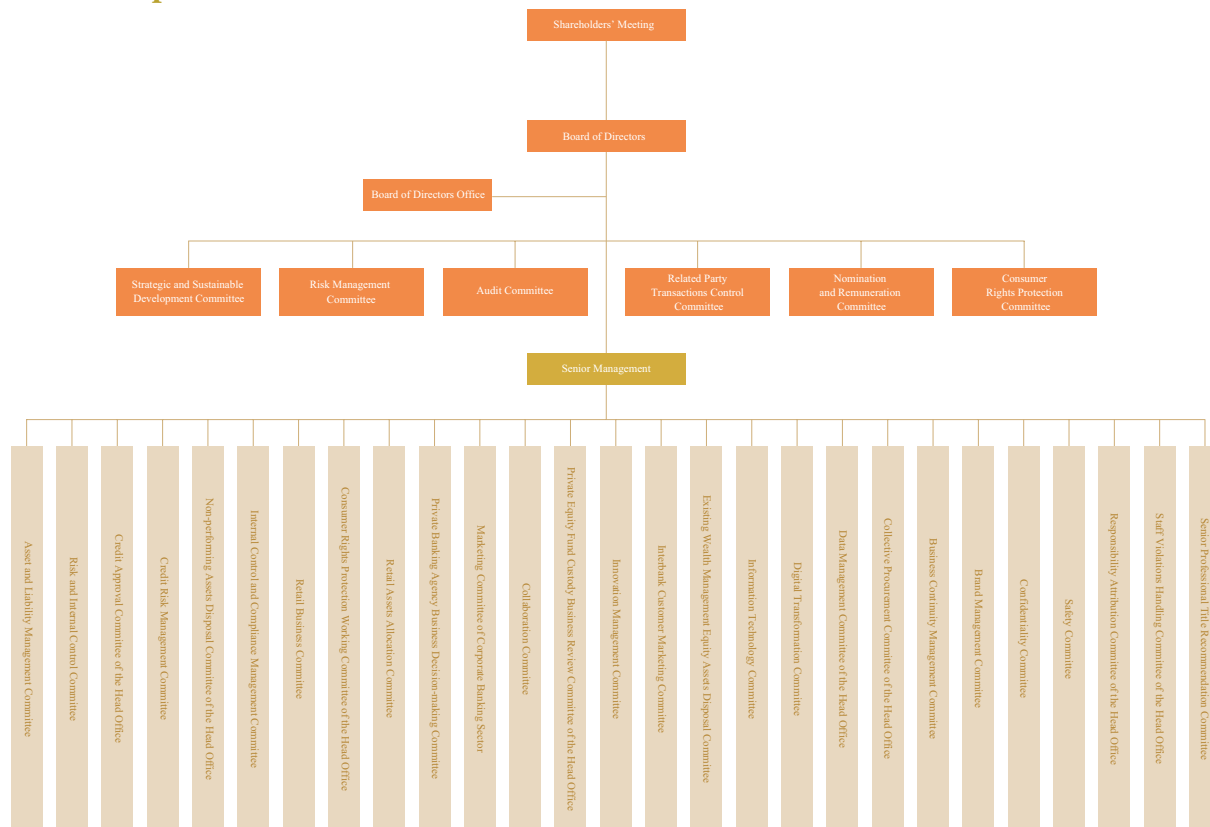 Shareholders’ Meeting
Board of Directors
Board of Directors Office
Strategic and Sustainable
Development Committee
Risk Management
Committee
Audit Committee
Related Party
Transactions Control
Committee
Nomination
and Remuneration
Committee
Consumer
Rights Protection
Committee
Senior Management
Asset and Liability Management Committee
Risk and Internal Control Committee
Credit Approval Committee of the Head Office
Credit Risk Management Committee
Non-performing Assets Disposal Committee of the Head Office
Internal Control and Compliance Management Committee
Retail Business Committee
Consumer Rights Protection Working Committee of the Head Office
Retail Assets Allocation Committee
Private Banking Agency Business Decision-making Committee
Marketing Committee of Corporate Banking Sector
Collaboration Committee
Private Equity Fund Custody Business Review Committee of the Head Office
Innovation Management Committee
Interbank Customer Marketing Committee
Existing Wealth Management Equity Assets Disposal Committee
Information Technology Committee
Digital Transformation Committee
Data Management Committee of the Head Office
Collective Procurement Committee of the Head Office
Business Continuity Management Committee
Brand Management Committee
Confidentiality Committee
Safety Committee
Responsibility Attribution Committee of the Head Office
Staff Violations Handling Committee of the Head Office
Senior Professional Title Recommendation Committee